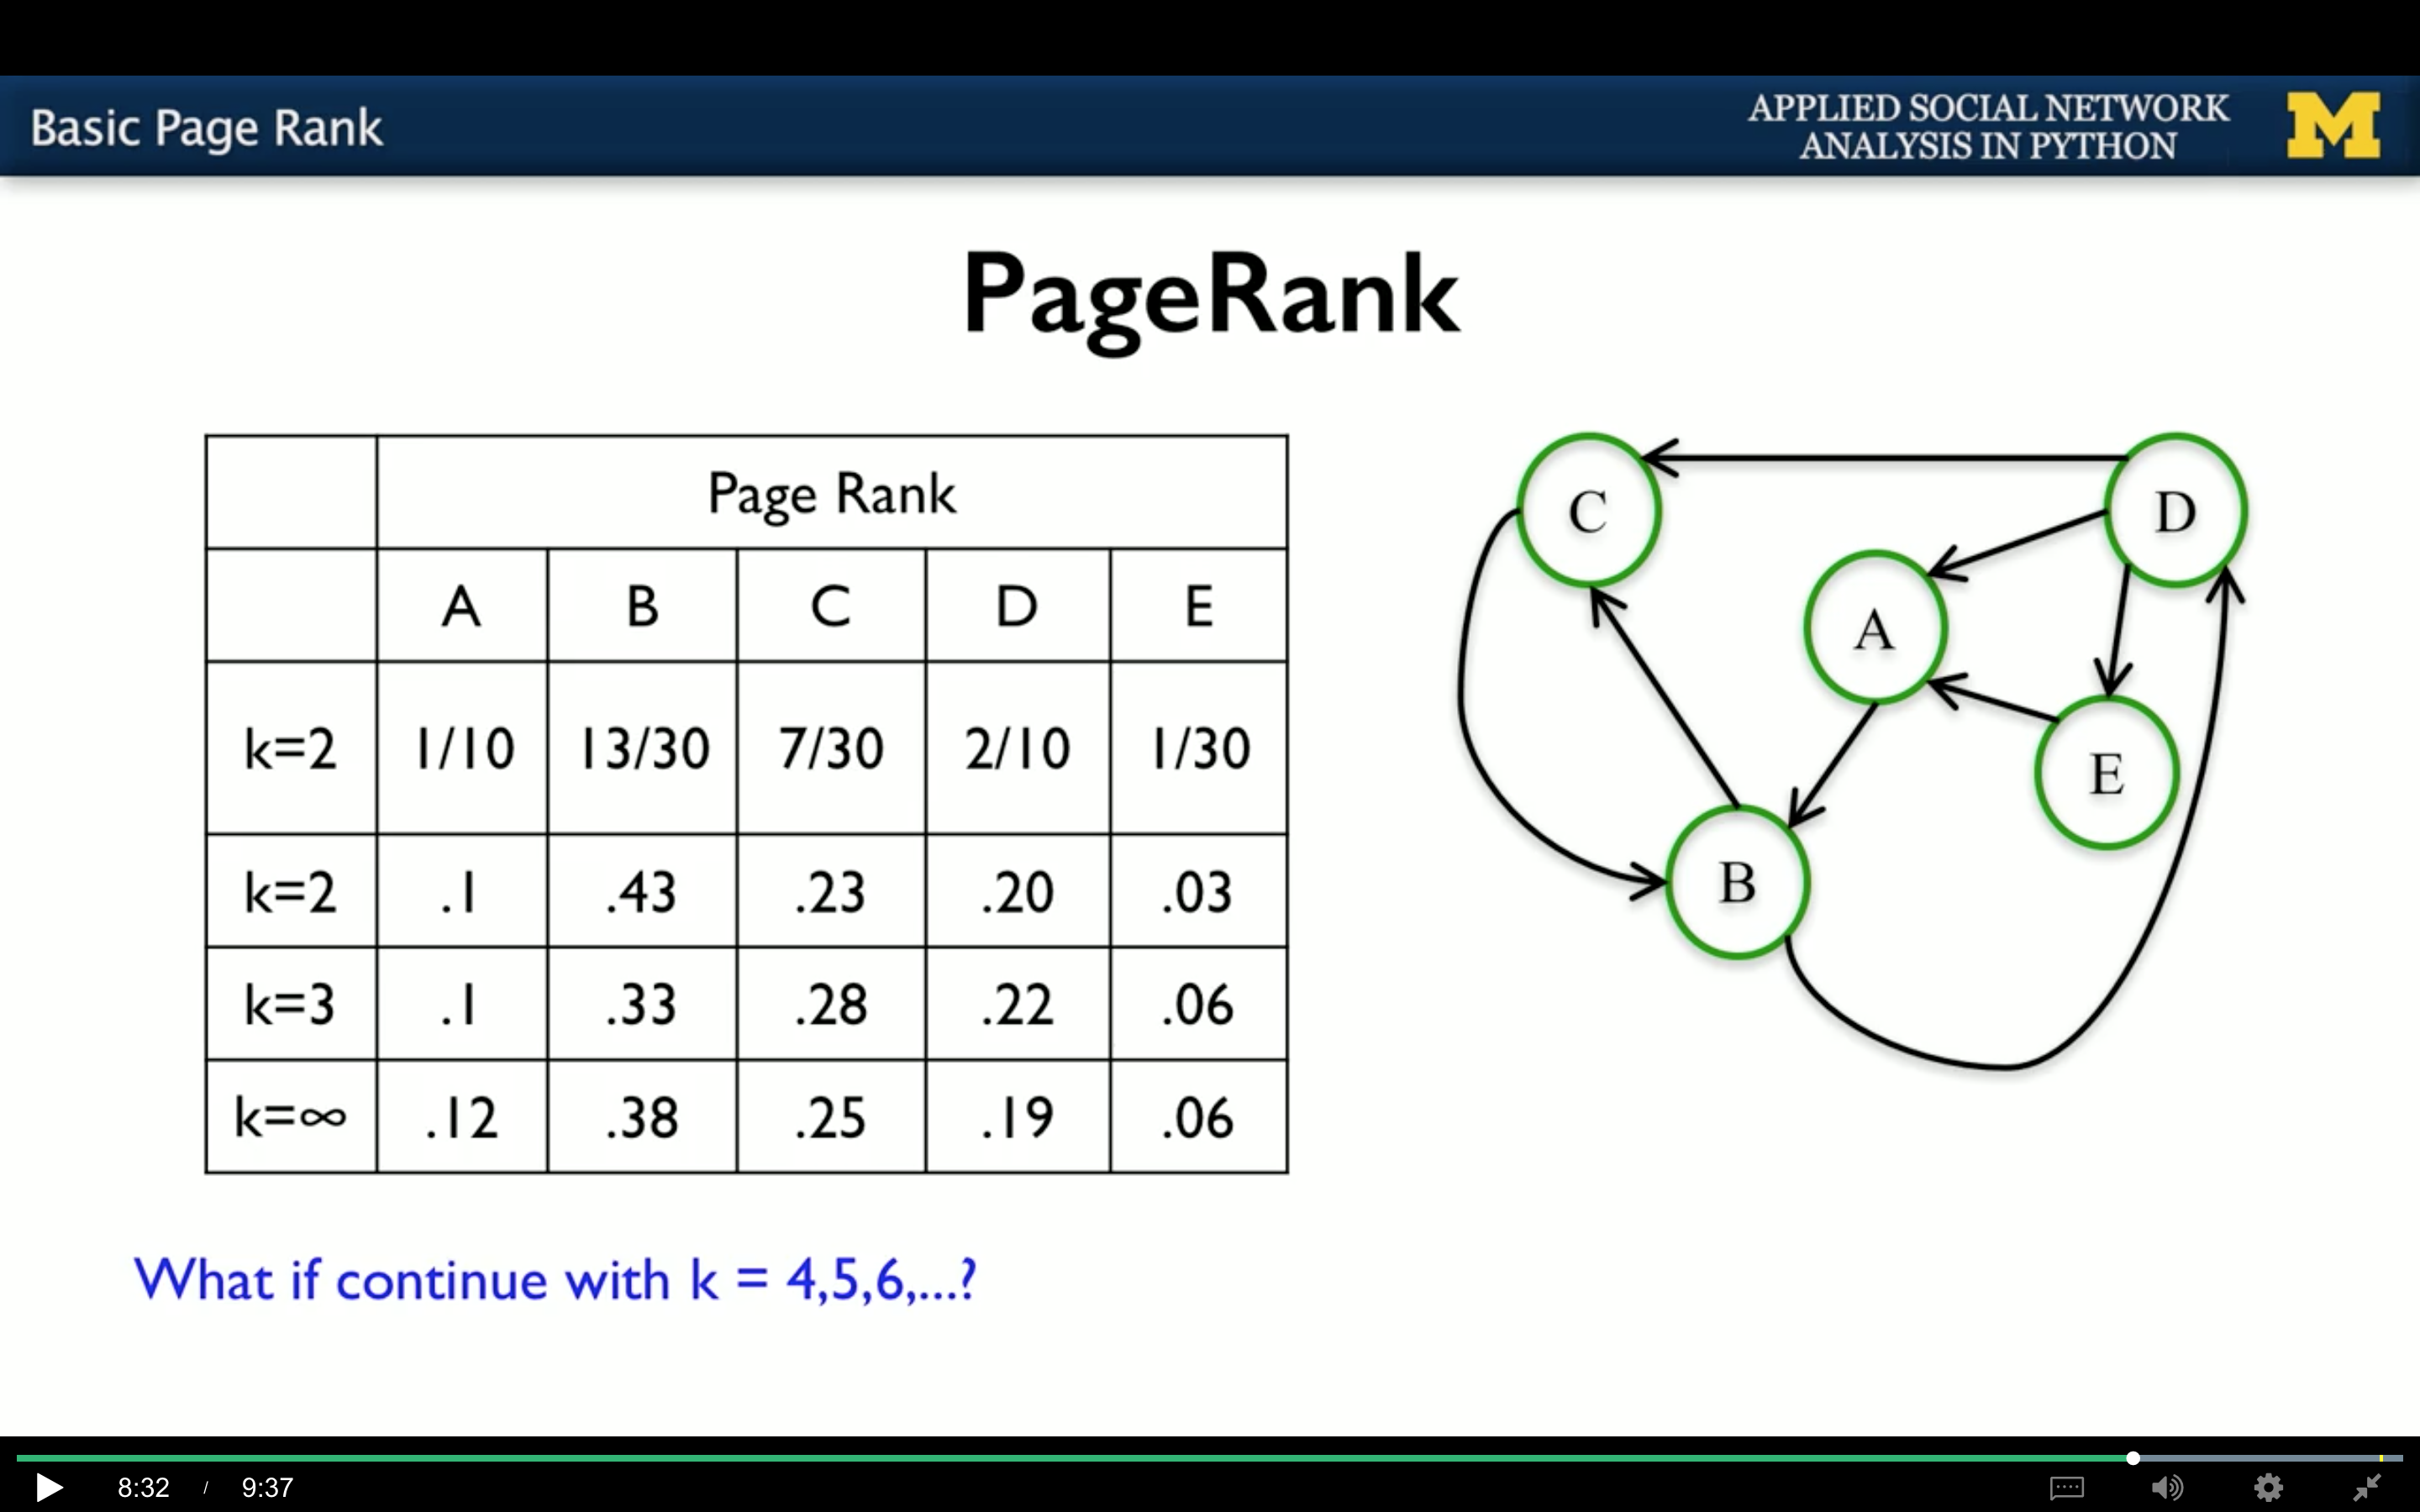 Basic Page Rank
APPLIED SOCIAL NETWORK
ANALYSIS IN PYTHON
M
PageRank
Page Rank
A B C D E
k=2 1/10 13/30 7/30 2/10 1/30
k=2 .1 .43 .23 .20 .03
k=3 .1 .33 .28 .22 .06
k=∞ .12 .38 .25 .19 .06
C
D
A
E
B
What if continue with k = 4,5,6,...?
8:32 / 9:37